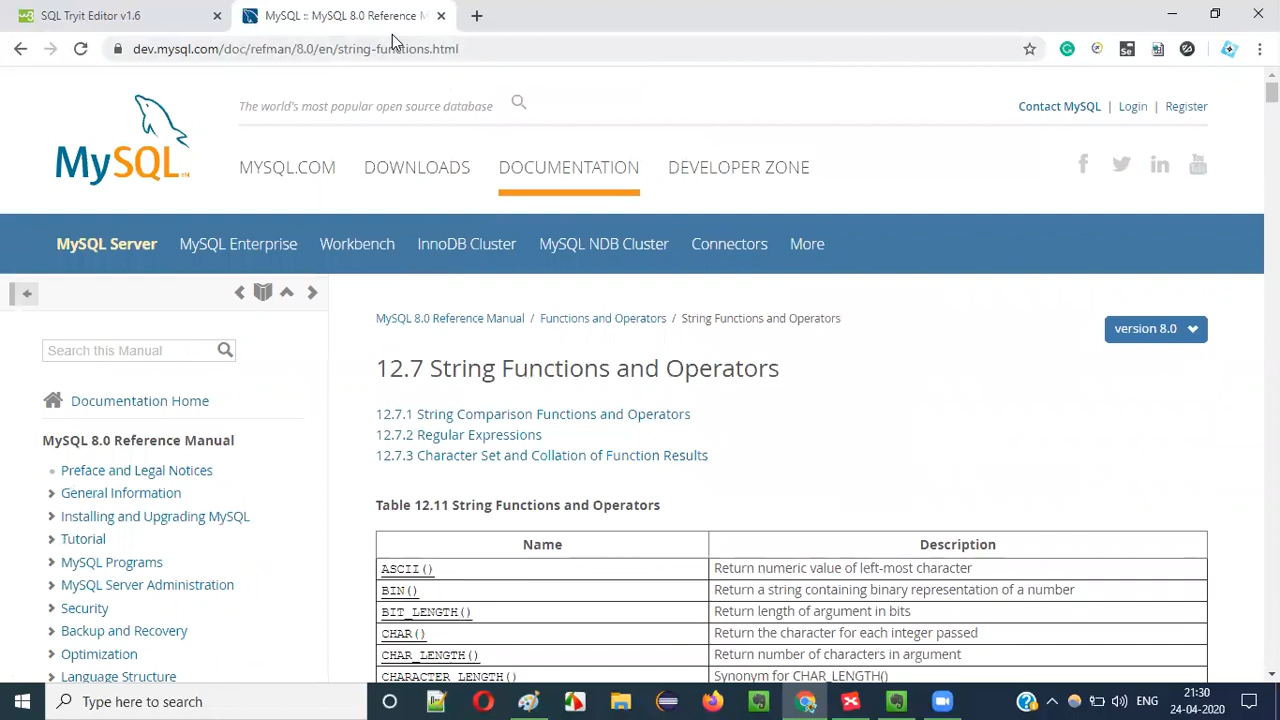 SQL Tryit Editor v1.6
MySQL :: MySQL 8.0 Reference M
dev.mysql.com/doc/refman/8.0/en/string-functions.html
The world's most popular open source database
Contact MySQL | Login | Register
MySQL
MYSQL.COM DOWNLOADS DOCUMENTATION DEVELOPER ZONE
MySQL Server MySQL Enterprise Workbench InnoDB Cluster MySQL NDB Cluster Connectors More
MySQL 8.0 Reference Manual / Functions and Operators / String Functions and Operators
version 8.0
Search this Manual
12.7 String Functions and Operators
Documentation Home
12.7.1 String Comparison Functions and Operators
12.7.2 Regular Expressions
12.7.3 Character Set and Collation of Function Results
MySQL 8.0 Reference Manual
Preface and Legal Notices
General Information
Installing and Upgrading MySQL
Tutorial
MySQL Programs
MySQL Server Administration
Security
Backup and Recovery
Optimization
Language Structure
Table 12.11 String Functions and Operators
Name Description
ASCII() Return numeric value of left-most character
BIN() Return a string containing binary representation of a number
BIT_LENGTH() Return length of argument in bits
CHAR() Return the character for each integer passed
CHAR_LENGTH() Return number of characters in argument
CHARACTER_LENGTH() Synonym for CHAR_LENGTH()
Type here to search
ENG
21:30
24-04-2020